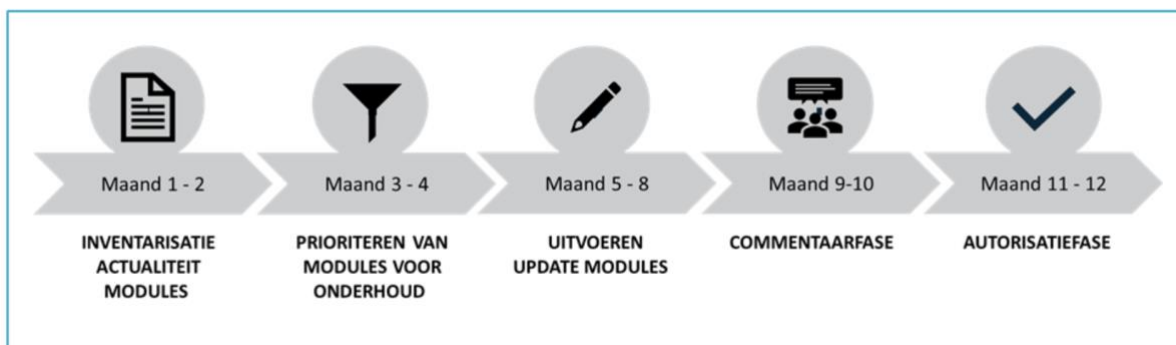 Maand 1 - 2
Maand 3 - 4
Maand 5 - 8
Maand 9-10
Maand 11 - 12
INVENTARISATIE
ACTUALITEIT
MODULES
PRIORITEREN VAN
MODULES VOOR
ONDERHOUD
UITVOEREN
UPDATE MODULES
COMMENTAARFASE
AUTORISATIEFASE